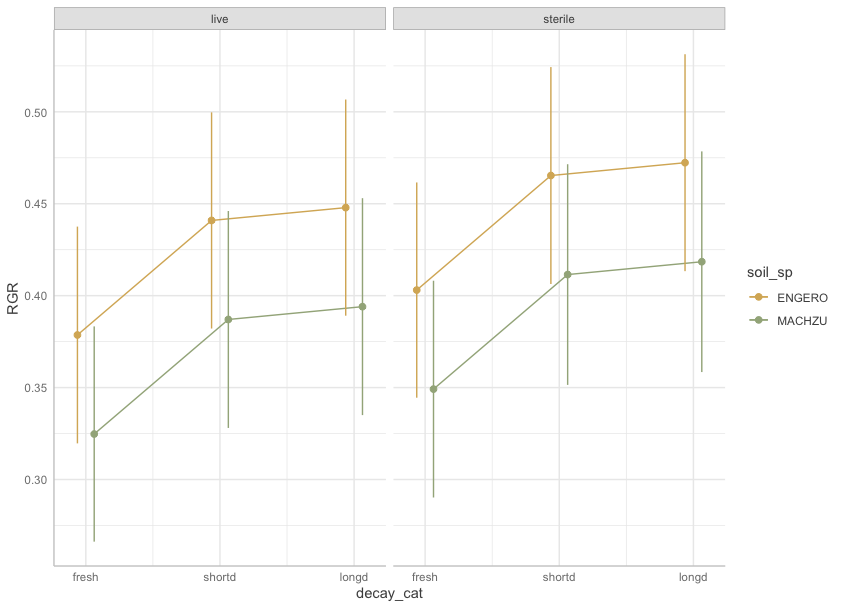 live sterile
RGR
0.50
0.45
0.40
0.35
0.30
fresh shortd longd fresh shortd longd
decay_cat
soil_sp
ENGERO
MACHZU